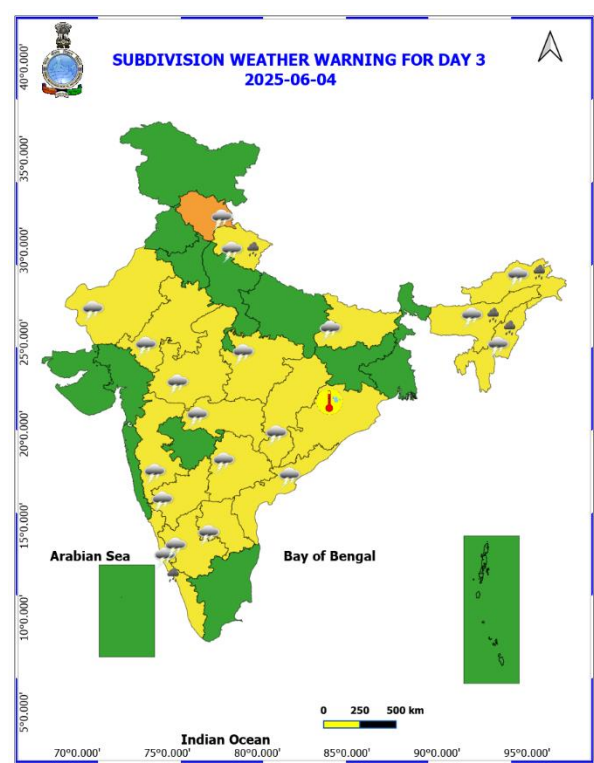 SUBDIVISION WEATHER WARNING FOR DAY 3
2025-06-04
40°0.000'
35°0.000'
30°0.000'
25°0.000'
20°0.000'
15°0.000'
10°0.000'
5°0.000'
Arabian Sea
Bay of Bengal
0 250 500 km
Indian Ocean
70°0.000' 75°0.000' 80°0.000' 85°0.000' 90°0.000' 95°0.000'